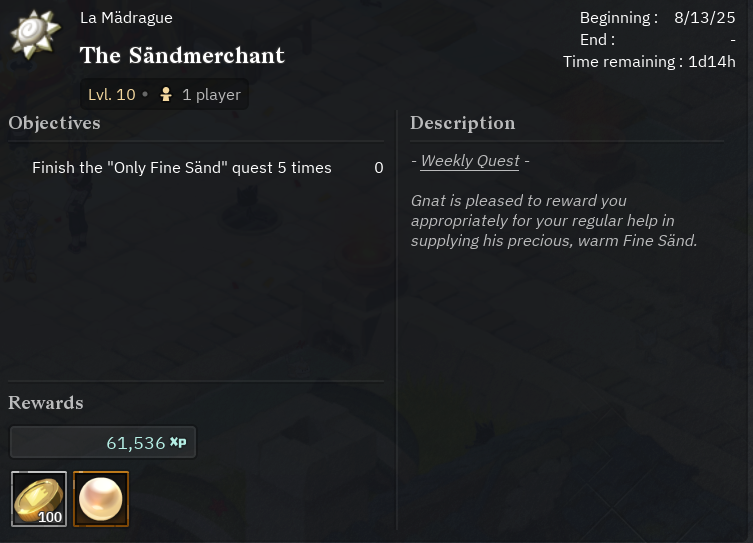 La Mädrague
The Sändmerchant
Lvl. 10 • 1 player
Beginning : 8/13/25
End : -
Time remaining : 1d14h
Objectives
Finish the "Only Fine Sänd" quest 5 times 0
Description
- Weekly Quest -
Gnat is pleased to reward you
appropriately for your regular help in
supplying his precious, warm Fine Sänd.
Rewards
61,536 XP
100